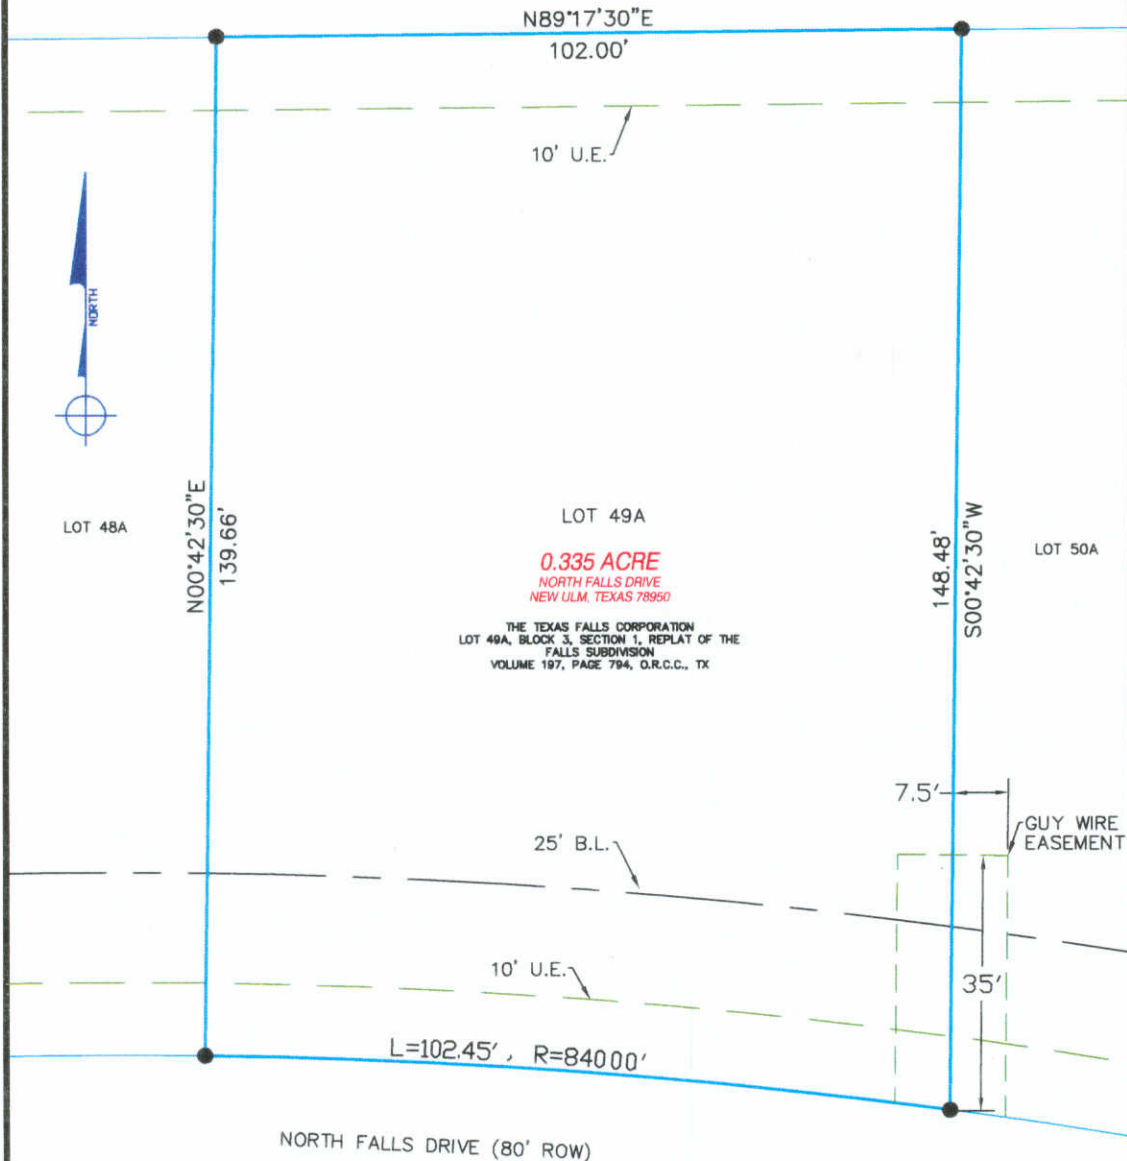 N89°17'30"E
102.00'
10' U.E.
NORTH
N00°42'30"E
139.66'
LOT 48A
LOT 49A
0.335 ACRE
NORTH FALLS DRIVE
NEW ULM, TEXAS 78950
THE TEXAS FALLS CORPORATION
LOT 49A, BLOCK 3, SECTION 1, REPLAT OF THE
FALLS SUBDIVISION
VOLUME 197, PAGE 794, O.R.C.C., TX
148.48'
S00°42'30"W
LOT 50A
7.5'
GUY WIRE
EASEMENT
25' B.L.
10' U.E.
35'
L=102.45', R=84000'
NORTH FALLS DRIVE (80' ROW)